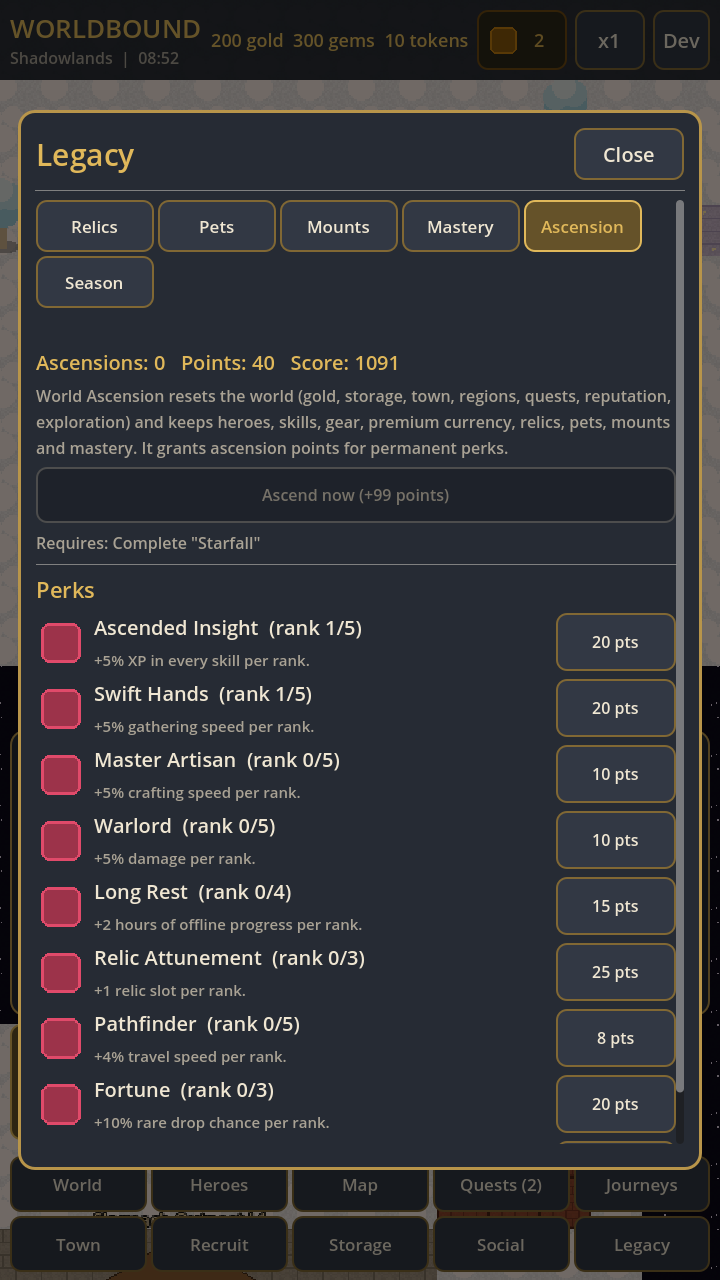 WORLDBOUND
Shadowlands | 08:52
200 gold 300 gems 10 tokens
2
x1
Dev
Legacy
Close
Relics
Pets
Mounts
Mastery
Ascension
Season
Ascensions: 0 Points: 40 Score: 1091
World Ascension resets the world (gold, storage, town, regions, quests, reputation,
exploration) and keeps heroes, skills, gear, premium currency, relics, pets, mounts
and mastery. It grants ascension points for permanent perks.
Ascend now (+99 points)
Requires: Complete "Starfall"
Perks
Ascended Insight (rank 1/5)
+5% XP in every skill per rank.
20 pts
Swift Hands (rank 1/5)
+5% gathering speed per rank.
20 pts
Master Artisan (rank 0/5)
+5% crafting speed per rank.
10 pts
Warlord (rank 0/5)
+5% damage per rank.
10 pts
Long Rest (rank 0/4)
+2 hours of offline progress per rank.
15 pts
Relic Attunement (rank 0/3)
+1 relic slot per rank.
25 pts
Pathfinder (rank 0/5)
+4% travel speed per rank.
8 pts
Fortune (rank 0/3)
+10% rare drop chance per rank.
20 pts
World
Heroes
Map
Quests (2)
Journeys
Town
Recruit
Storage
Social
Legacy